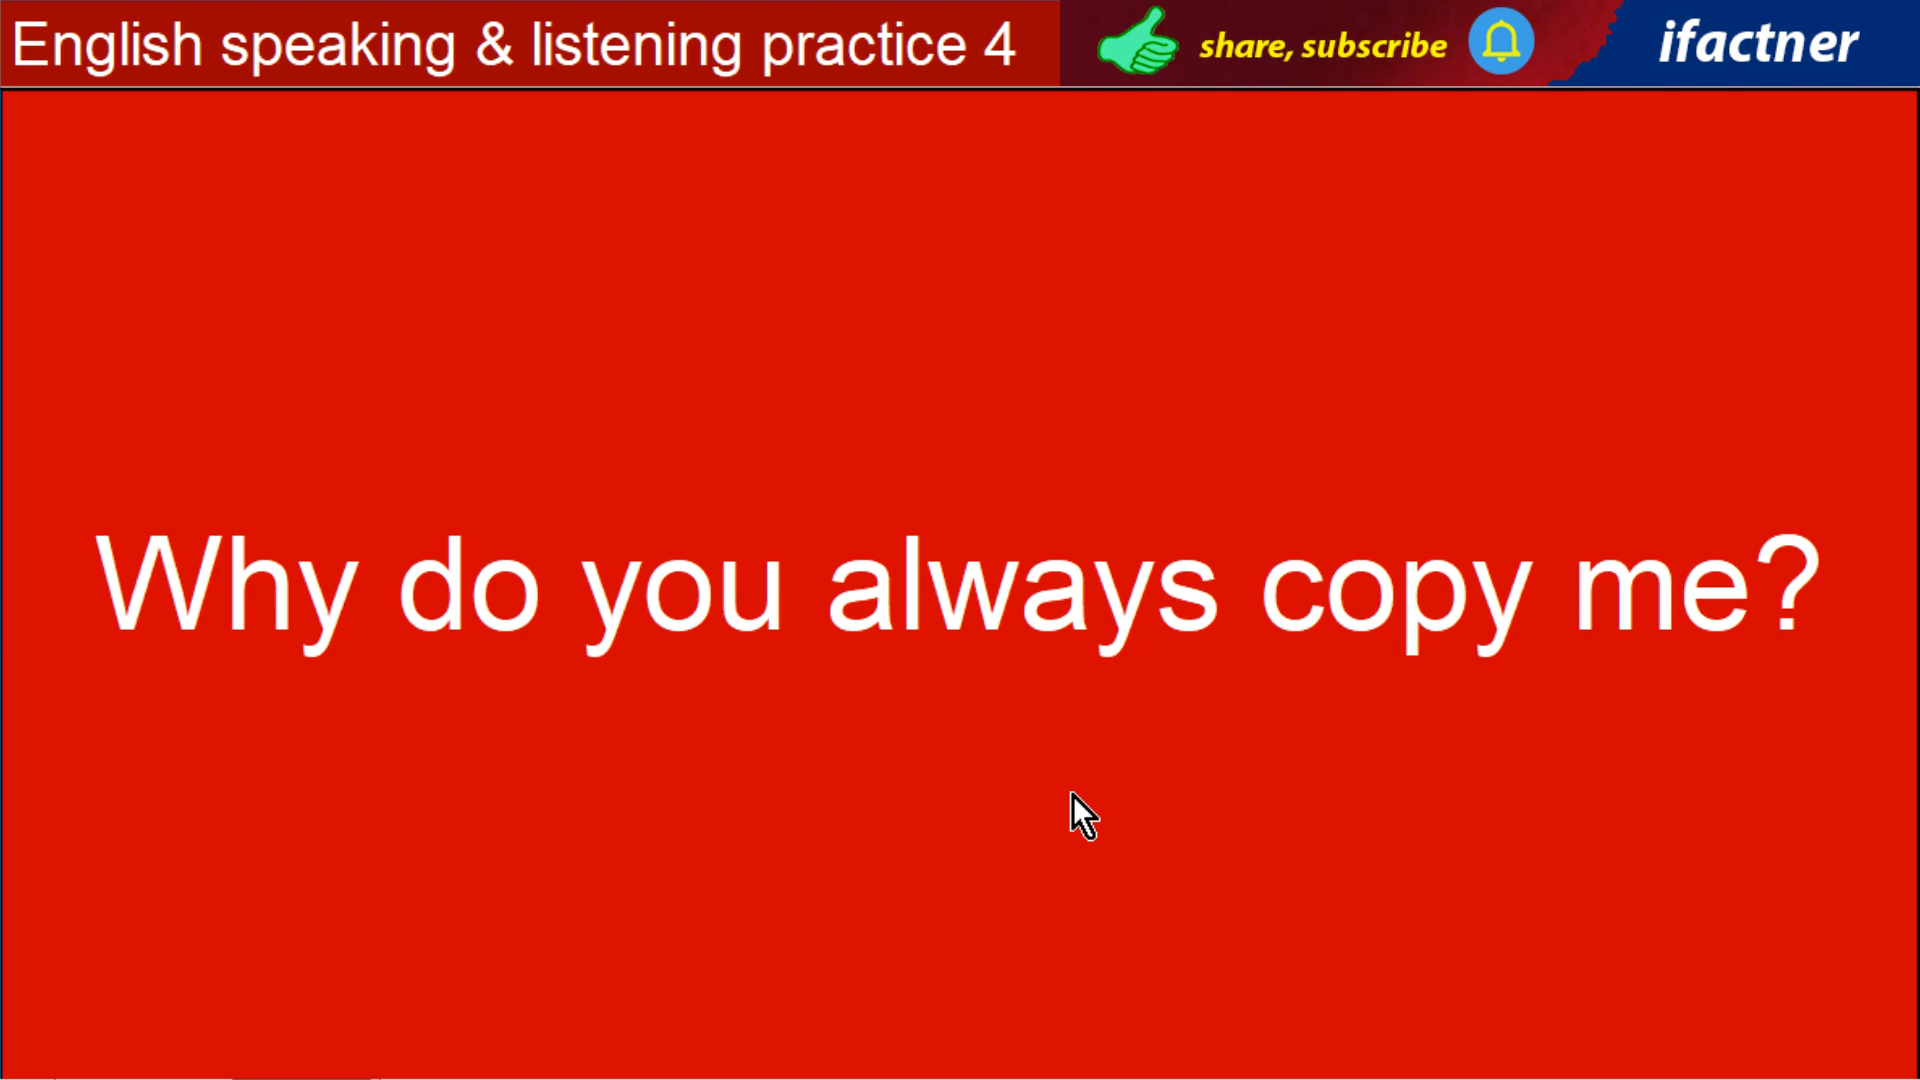 English speaking & listening practice 4
share, subscribe
ifactner
Why do you always copy me?